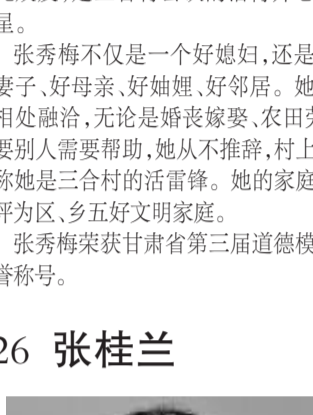 星。
张秀梅不仅是一个好媳妇，还是
妻子、好母亲、好妯娌、好邻居。她
相处融洽，无论是婚丧嫁娶、农田劳
要别人需要帮助，她从不推辞，村上
称她是三合村的活雷锋。她的家庭
评为区、乡五好文明家庭。
张秀梅荣获甘肃省第三届道德模
誉称号。
26 张桂兰